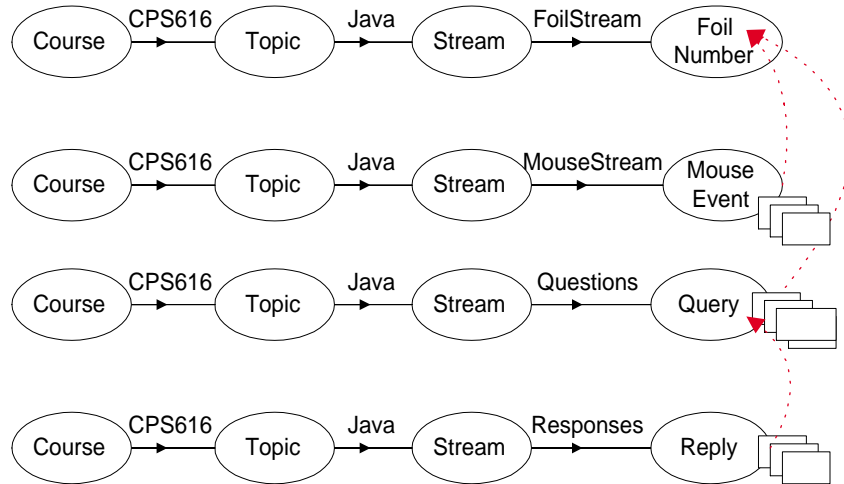 CPS616 Java FoilStream
Course Topic Stream Foil
Number
CPS616 Java MouseStream
Course Topic Stream Mouse
Event
CPS616 Java Questions
Course Topic Stream Query
CPS616 Java Responses
Course Topic Stream Reply